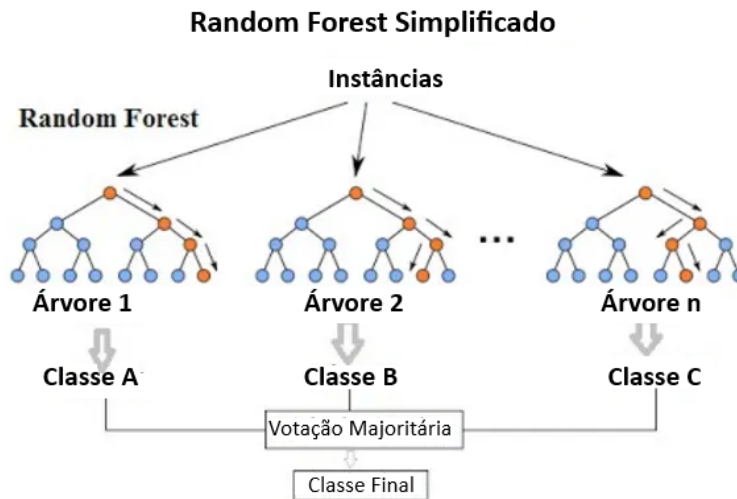 Random Forest Simplificado
Instâncias
Random Forest
...
Árvore 1
Árvore 2
Árvore n
Classe A
Classe B
Classe C
Votação Majoritária
Classe Final